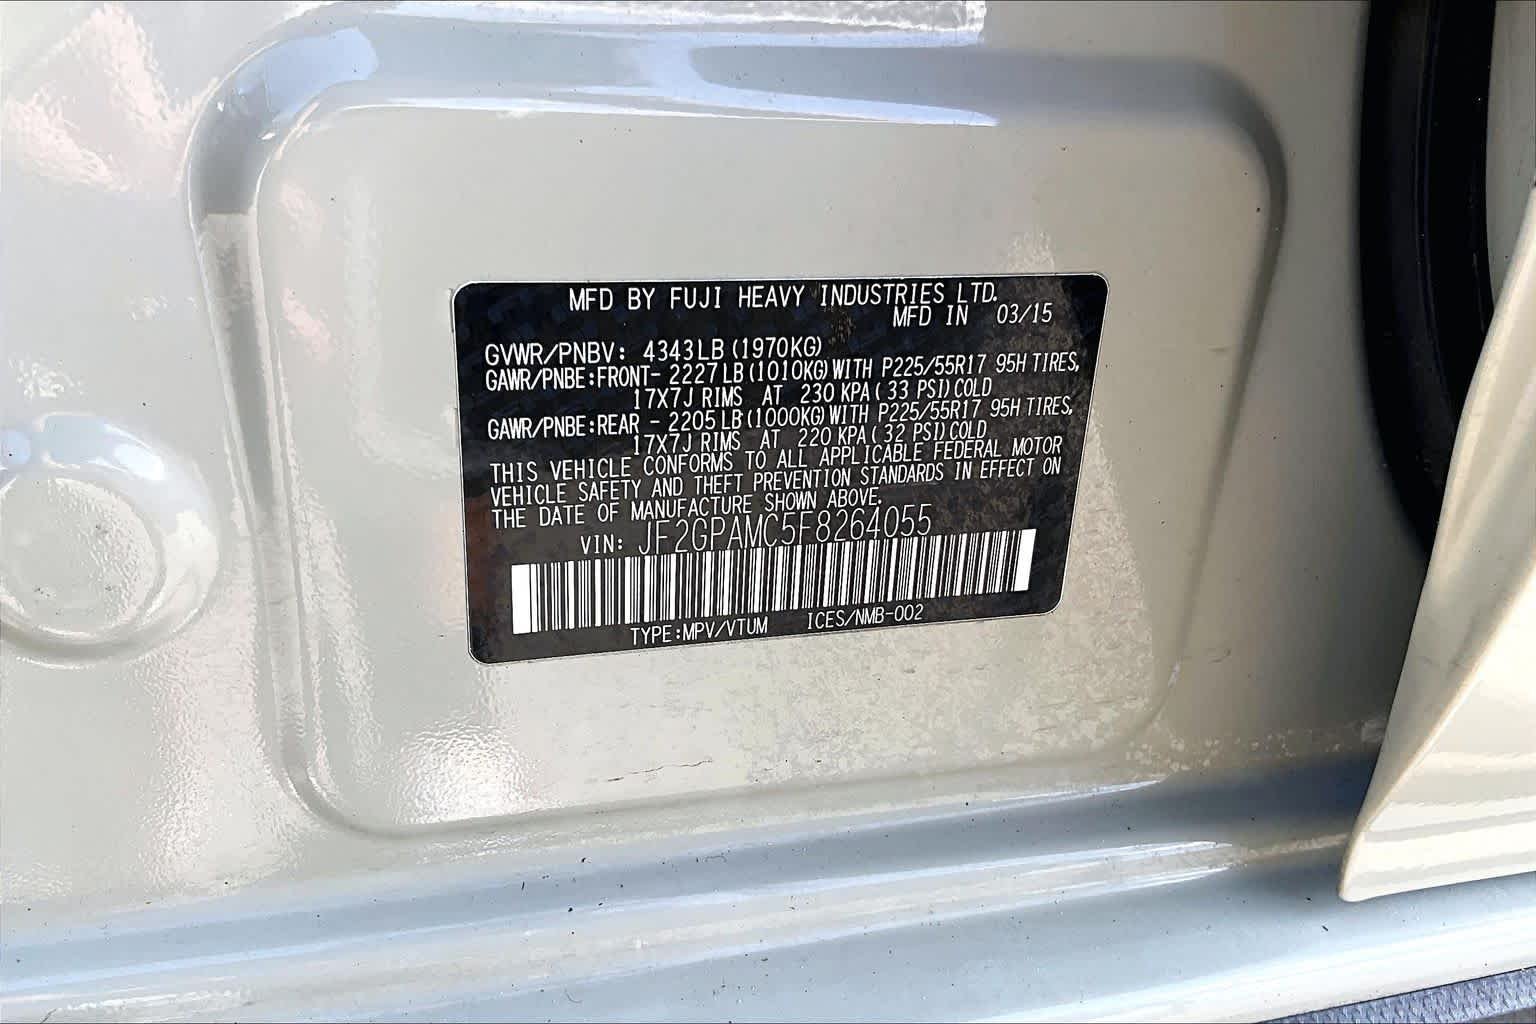 MFD BY FUJI HEAVY INDUSTRIES LTD.
MFD IN 03/15
GVWR/PNBV: 4343LB (1970KG)
GAWR/PNBE:FRONT- 2227LB (1010KG) WITH P225/55R17 95H TIRES,
17X7J RIMS AT 230 KPA (33 PSI) COLD
GAWR/PNBE:REAR - 2205LB (1000KG) WITH P225/55R17 95H TIRES,
17X7J RIMS AT 220 KPA (32 PSI) COLD
THIS VEHICLE CONFORMS TO ALL APPLICABLE FEDERAL MOTOR
VEHICLE SAFETY AND THEFT PREVENTION STANDARDS IN EFFECT ON
THE DATE OF MANUFACTURE SHOWN ABOVE.
VIN: JF2GPAMC5F8264055
TYPE:MPV/VTUM ICES/NMB-002